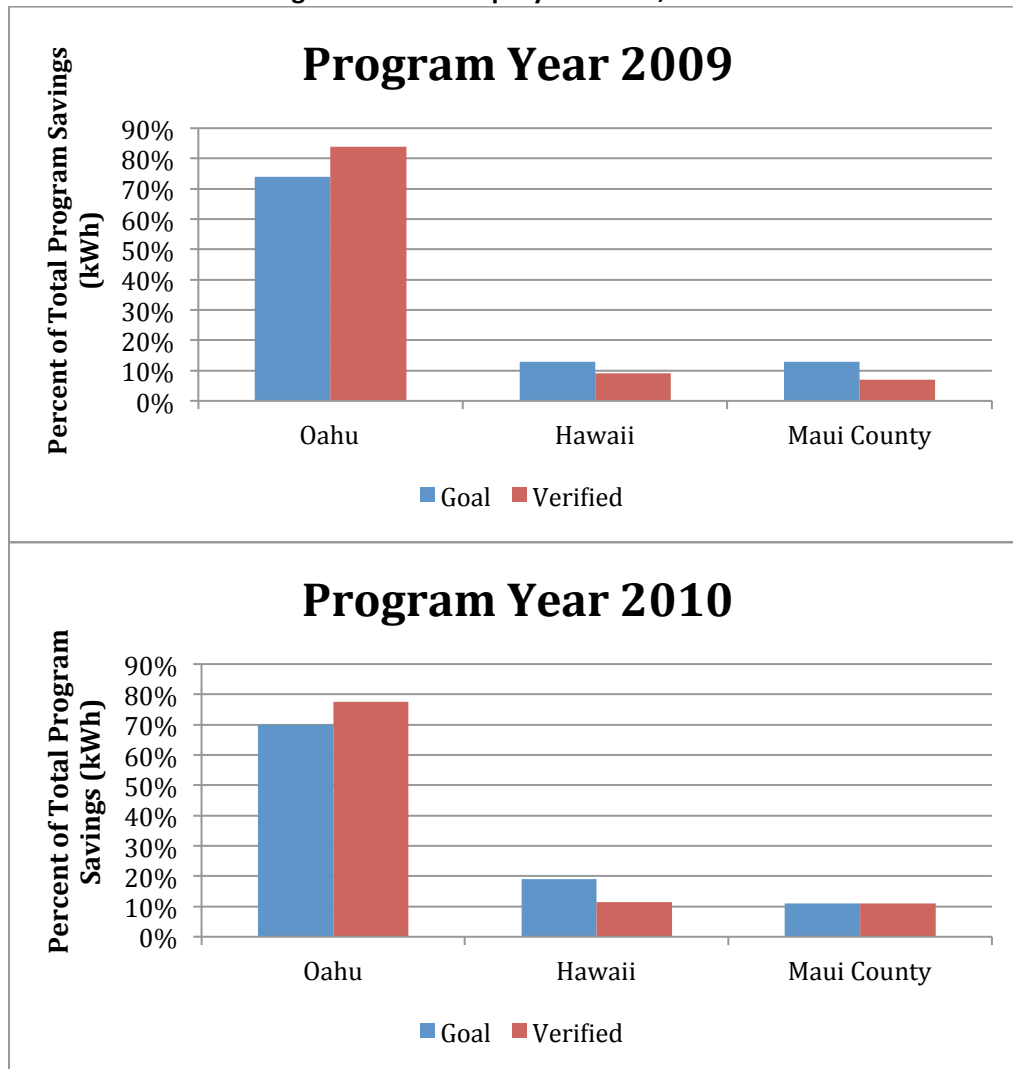 Program Year 2009
Percent of Total Program Savings
(kWh)
90%
80%
70%
60%
50%
40%
30%
20%
10%
0%
Oahu Hawaii Maui County
Goal Verified
Program Year 2010
Percent of Total Program
Savings (kWh)
90%
80%
70%
60%
50%
40%
30%
20%
10%
0%
Oahu Hawaii Maui County
Goal Verified